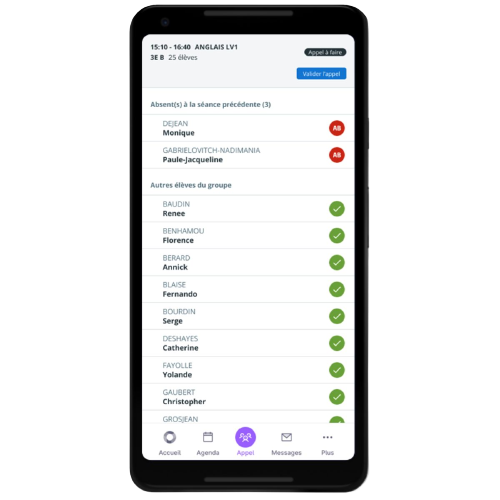 15:10 - 16:40 ANGLAIS LV1
Appel à faire
3E B 25 élèves
Valider l'appel
Absent(s) à la séance précédente (3)
DEJEAN
Monique
AB
GABRIELOVITCH-NADIMANIA
Paule-Jacqueline
AB
Autres élèves du groupe
BAUDIN
Renee
BENHAMOU
Florence
BERARD
Annick
BLAISE
Fernando
BOURDIN
Serge
DESHAYES
Catherine
FAYOLLE
Yolande
GAUBERT
Christopher
GROSJEAN
Accueil Agenda Appel Messages Plus